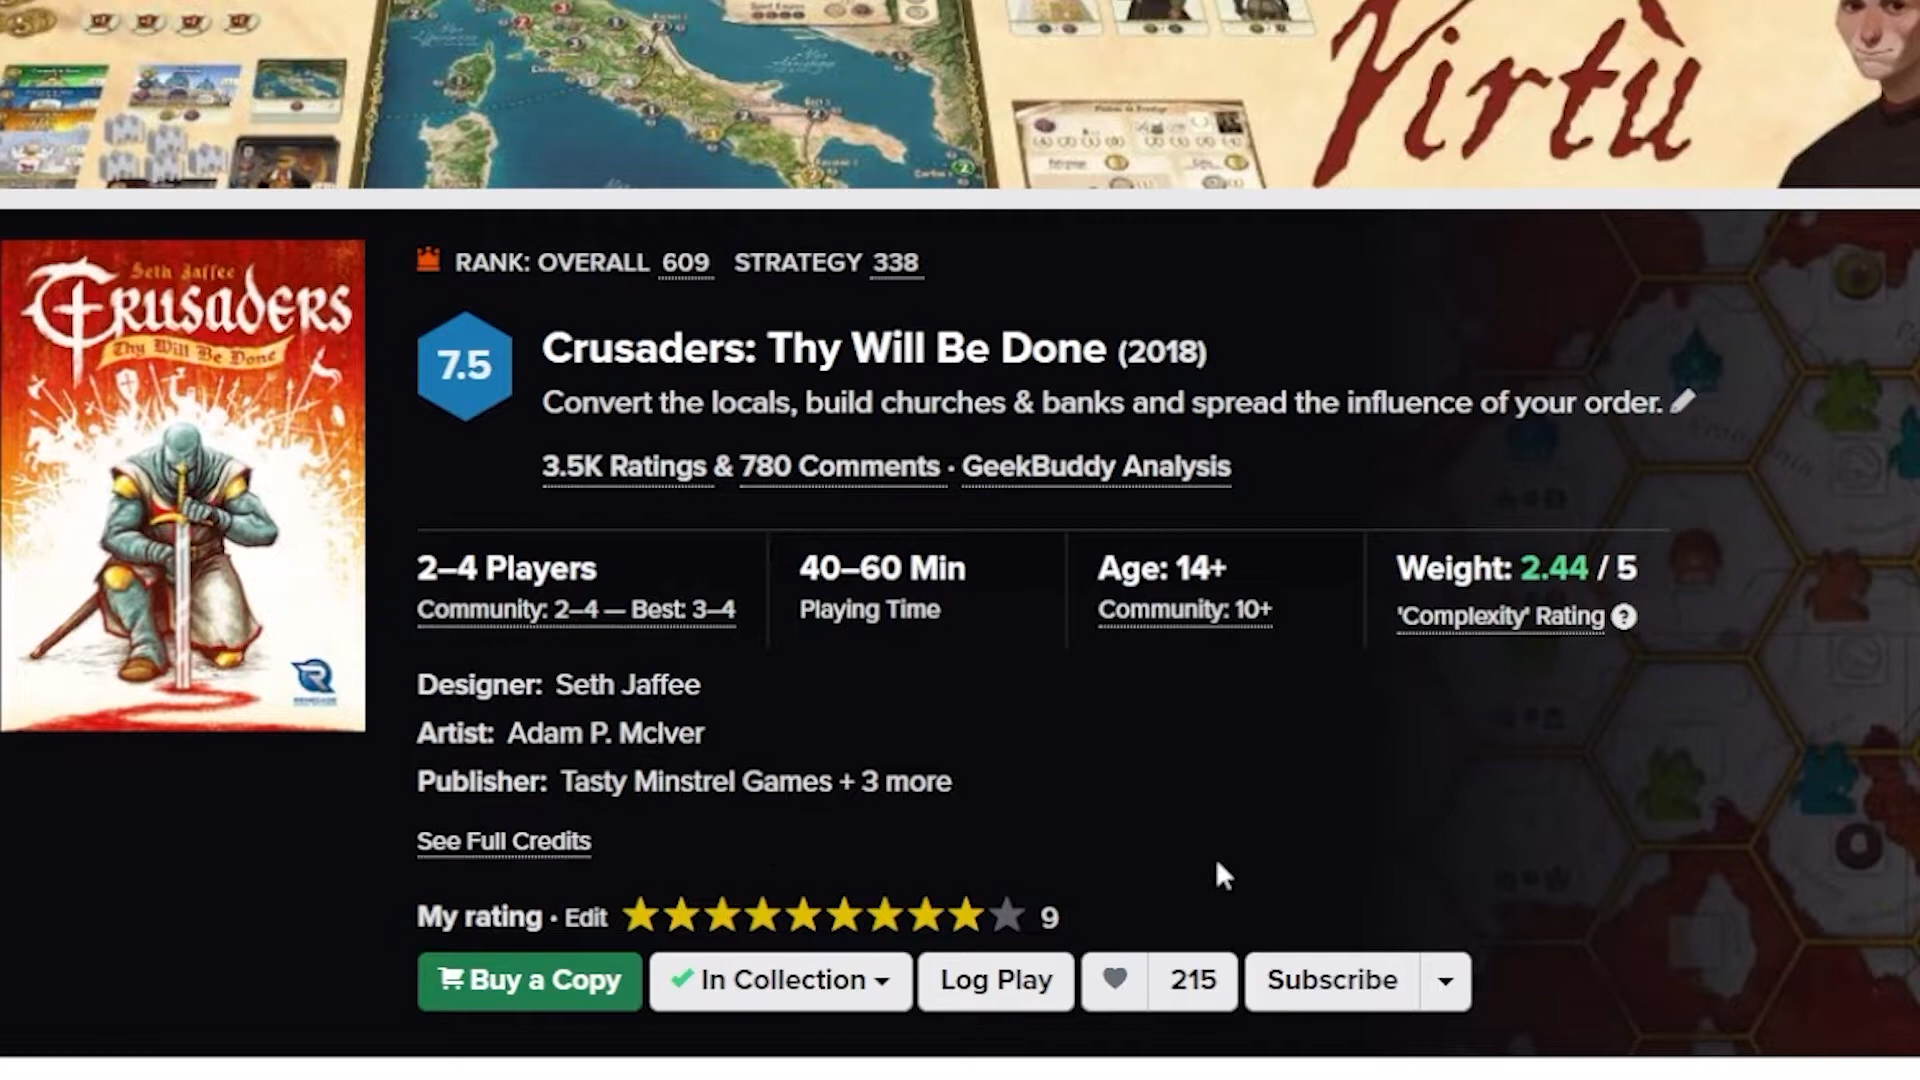 Virtù
Seth Jaffee
CRUSADERS
Thy Will Be Done
RANK: OVERALL 609 STRATEGY 338
7.5
Crusaders: Thy Will Be Done (2018)
Convert the locals, build churches & banks and spread the influence of your order.
3.5K Ratings & 780 Comments · GeekBuddy Analysis
2–4 Players
Community: 2–4 — Best: 3–4
40–60 Min
Playing Time
Age: 14+
Community: 10+
Weight: 2.44 / 5
'Complexity' Rating ?
Designer: Seth Jaffee
Artist: Adam P. McIver
Publisher: Tasty Minstrel Games + 3 more
See Full Credits
My rating · Edit 9
Buy a Copy
In Collection
Log Play
215
Subscribe